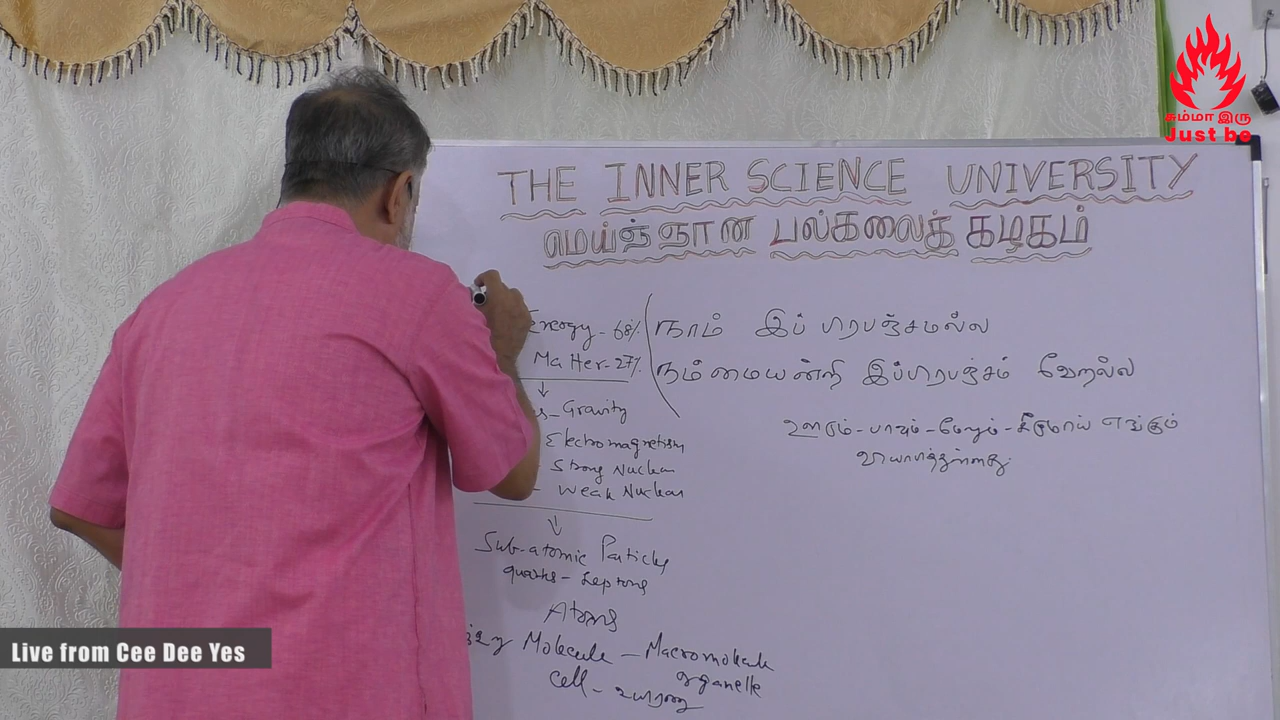 சும்மா இரு
Just be
THE INNER SCIENCE UNIVERSITY
மெய்ஞ்ஞான பல்கலைக் கழகம்
Energy - 68%
Matter - 27%
நாம் இப் பிரபஞ்சமல்ல
நம்மையன்றி இப்பிரபஞ்சம் வேறல்ல
Gravity
Electromagnetism
- Strong Nuclear
- Weak Nuclear
எங்கும்
Sub-atomic Particles
quarks - Leptons
Atoms
Molecule - Macromolecule
organelle
cell -
Live from Cee Dee Yes